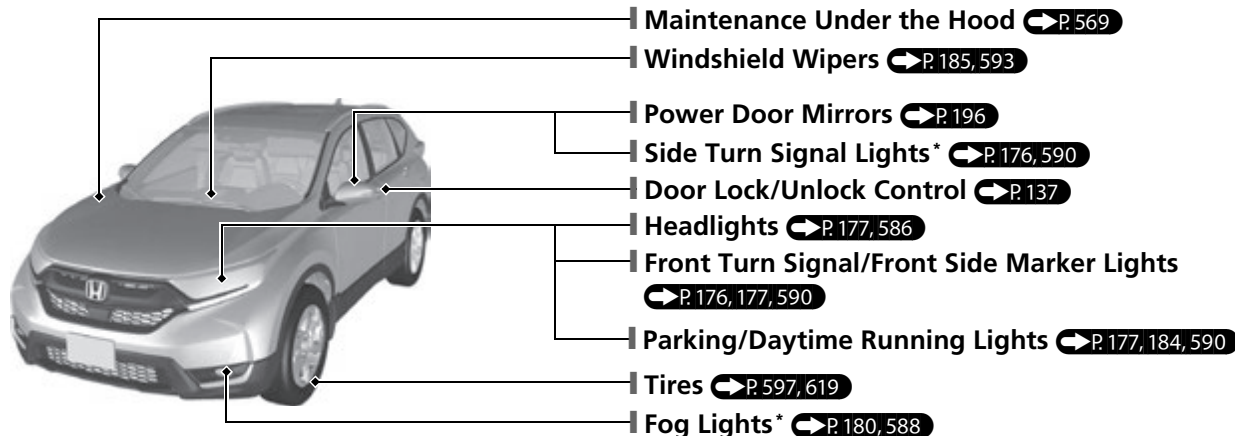 Maintenance Under the Hood P. 569
Windshield Wipers P. 185, 593
Power Door Mirrors P. 196
Side Turn Signal Lights* P. 176, 590
Door Lock/Unlock Control P. 137
Headlights P. 177, 586
Front Turn Signal/Front Side Marker Lights
P. 176, 177, 590
Parking/Daytime Running Lights P. 177, 184, 590
Tires P. 597, 619
Fog Lights* P. 180, 588